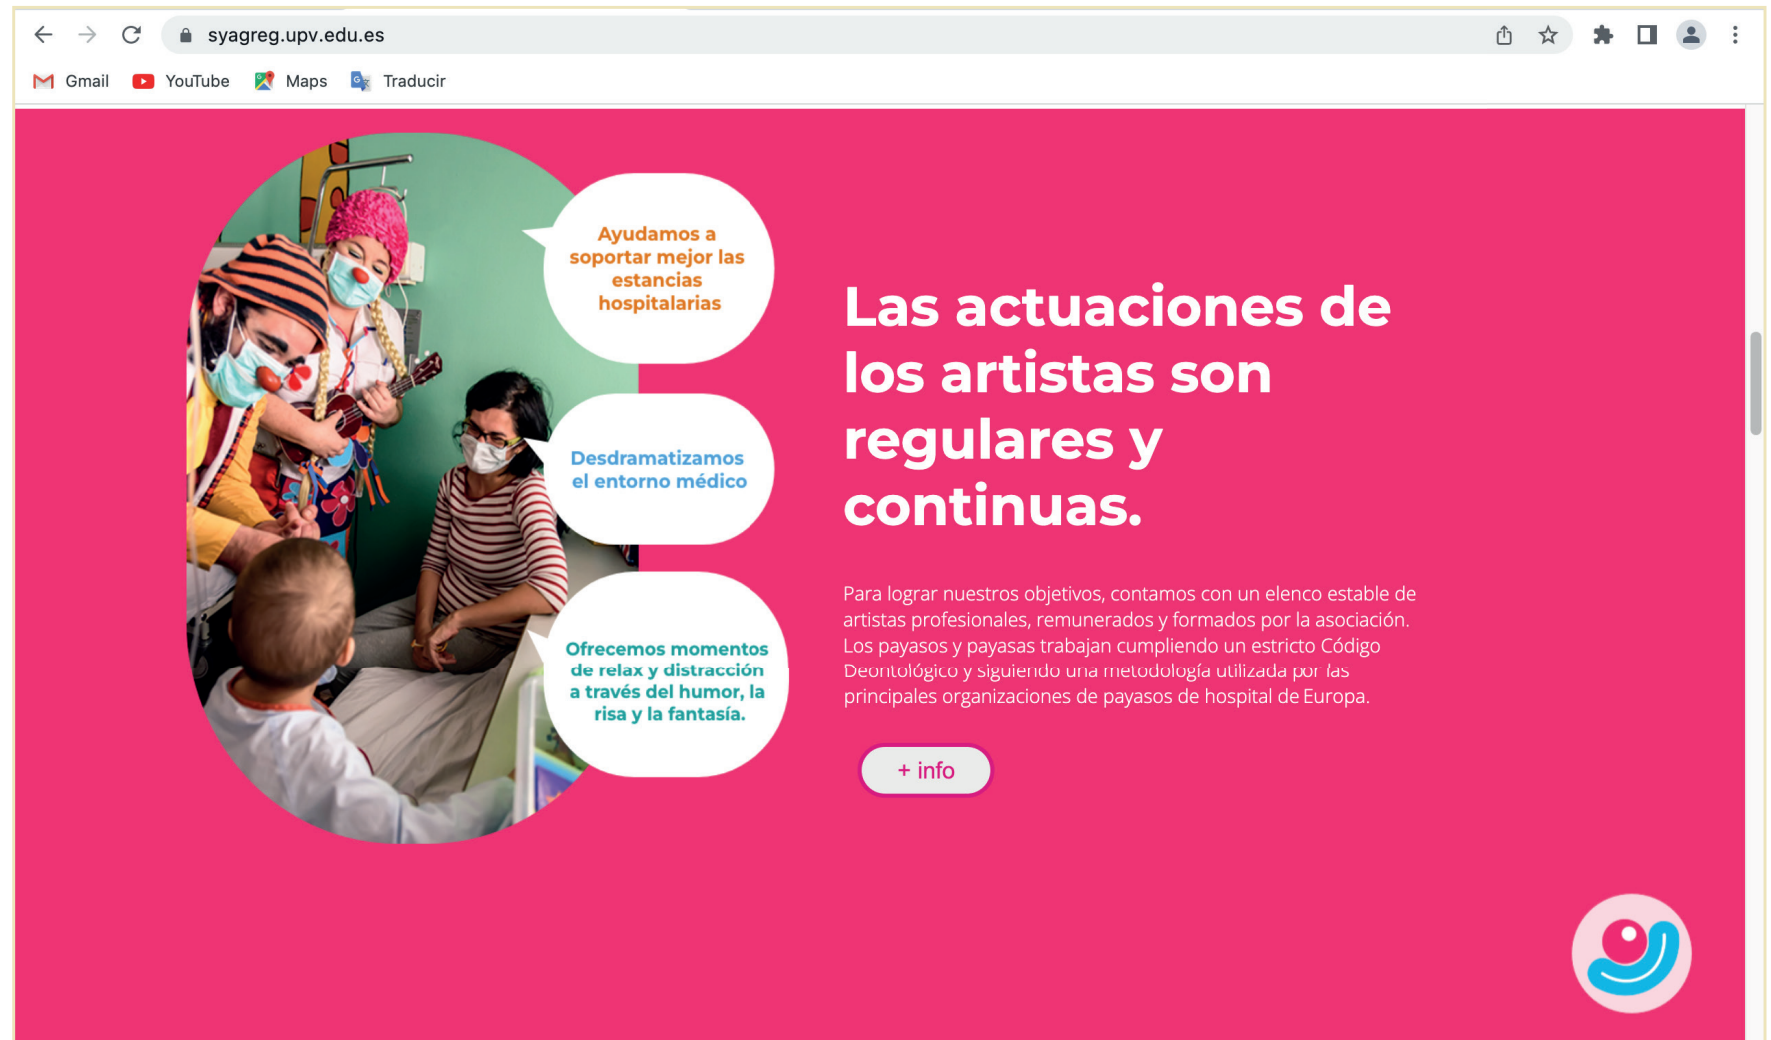 syagreg.upv.edu.es
Gmail
YouTube
Maps
Traducir
Ayudamos a
soportar mejor las
estancias
hospitalarias
Desdramatizamos
el entorno médico
Ofrecemos momentos
de relax y distracción
a través del humor, la
risa y la fantasía.
Las actuaciones de
los artistas son
regulares y
continuas.
Para lograr nuestros objetivos, contamos con un elenco estable de
artistas profesionales, remunerados y formados por la asociación.
Los payasos y payasas trabajan cumpliendo un estricto Código
Deontológico y siguiendo una metodología utilizada por las
principales organizaciones de payasos de hospital de Europa.
+ info